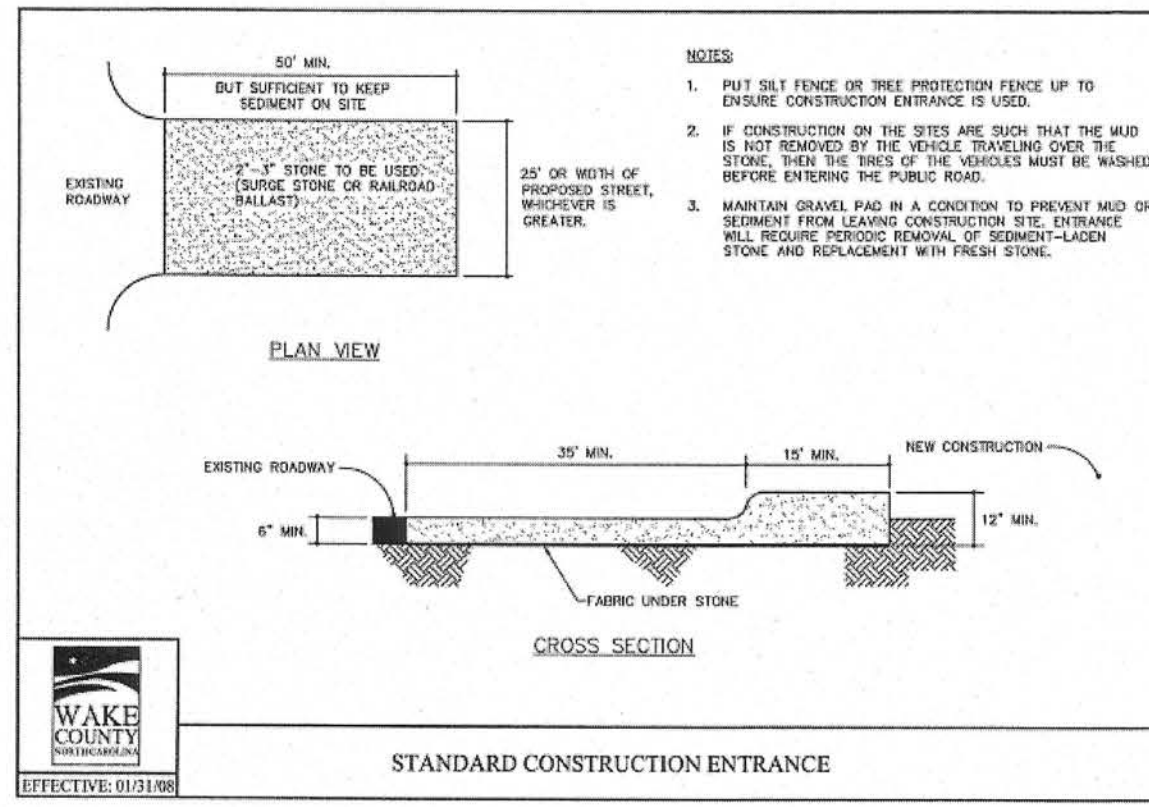 50' MIN.
BUT SUFFICIENT TO KEEP
SEDIMENT ON SITE
2"-3" STONE TO BE USED.
(SURGE STONE OR RAILROAD
BALLAST)
EXISTING
ROADWAY
25' OR WIDTH OF
PROPOSED STREET,
WHICHEVER IS
GREATER.
PLAN VIEW
NOTES:
1. PUT SILT FENCE OR TREE PROTECTION FENCE UP TO
ENSURE CONSTRUCTION ENTRANCE IS USED.
2. IF CONSTRUCTION ON THE SITES ARE SUCH THAT THE MUD
IS NOT REMOVED BY THE VEHICLE TRAVELING OVER THE
STONE, THEN THE TIRES OF THE VEHICLES MUST BE WASHED
BEFORE ENTERING THE PUBLIC ROAD.
3. MAINTAIN GRAVEL PAD IN A CONDITION TO PREVENT MUD OR
SEDIMENT FROM LEAVING CONSTRUCTION SITE. ENTRANCE
WILL REQUIRE PERIODIC REMOVAL OF SEDIMENT-LADEN
STONE AND REPLACEMENT WITH FRESH STONE.
EXISTING ROADWAY
35' MIN.
15' MIN.
NEW CONSTRUCTION
6" MIN.
12" MIN.
FABRIC UNDER STONE
CROSS SECTION
WAKE
COUNTY
NORTH CAROLINA
EFFECTIVE: 01/31/08
STANDARD CONSTRUCTION ENTRANCE